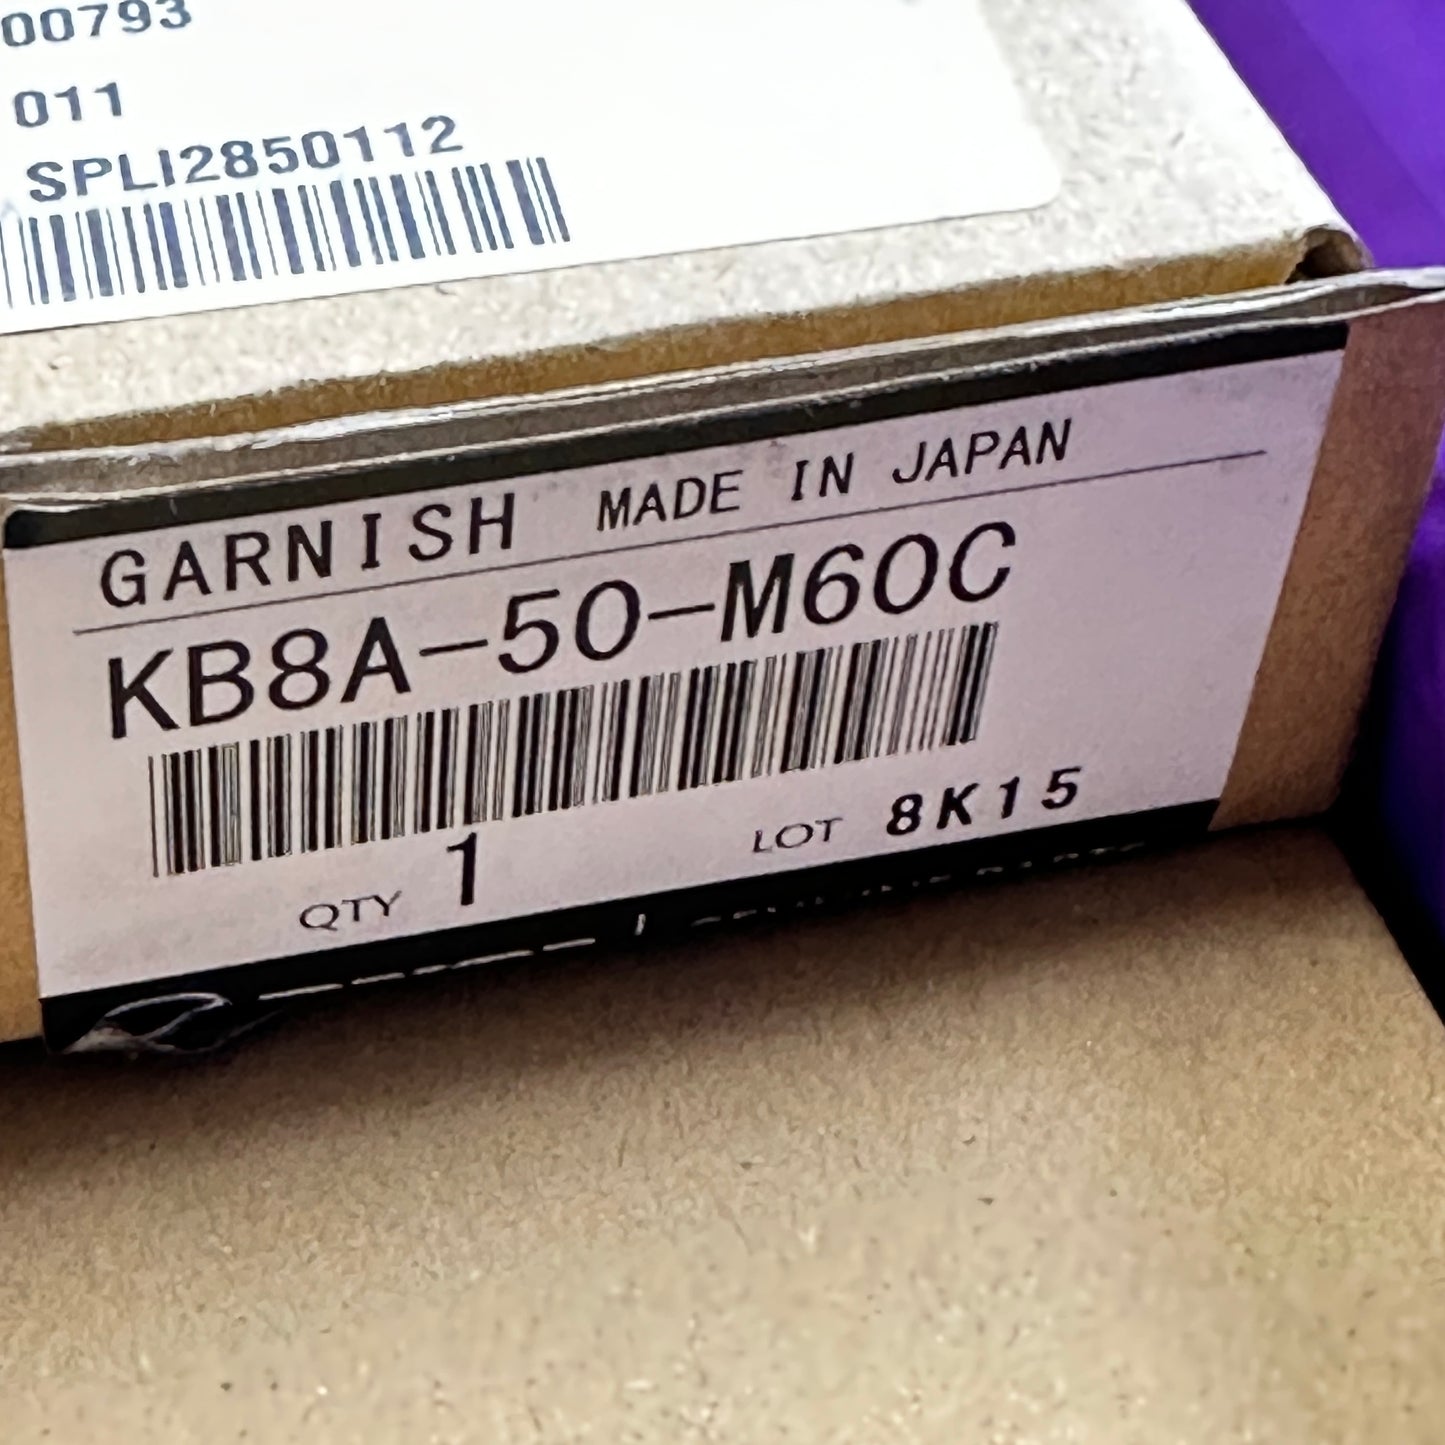 00793
011
SPLI2850112
GARNISH MADE IN JAPAN
KB8A-50-M60C
QTY 1 LOT 8K15